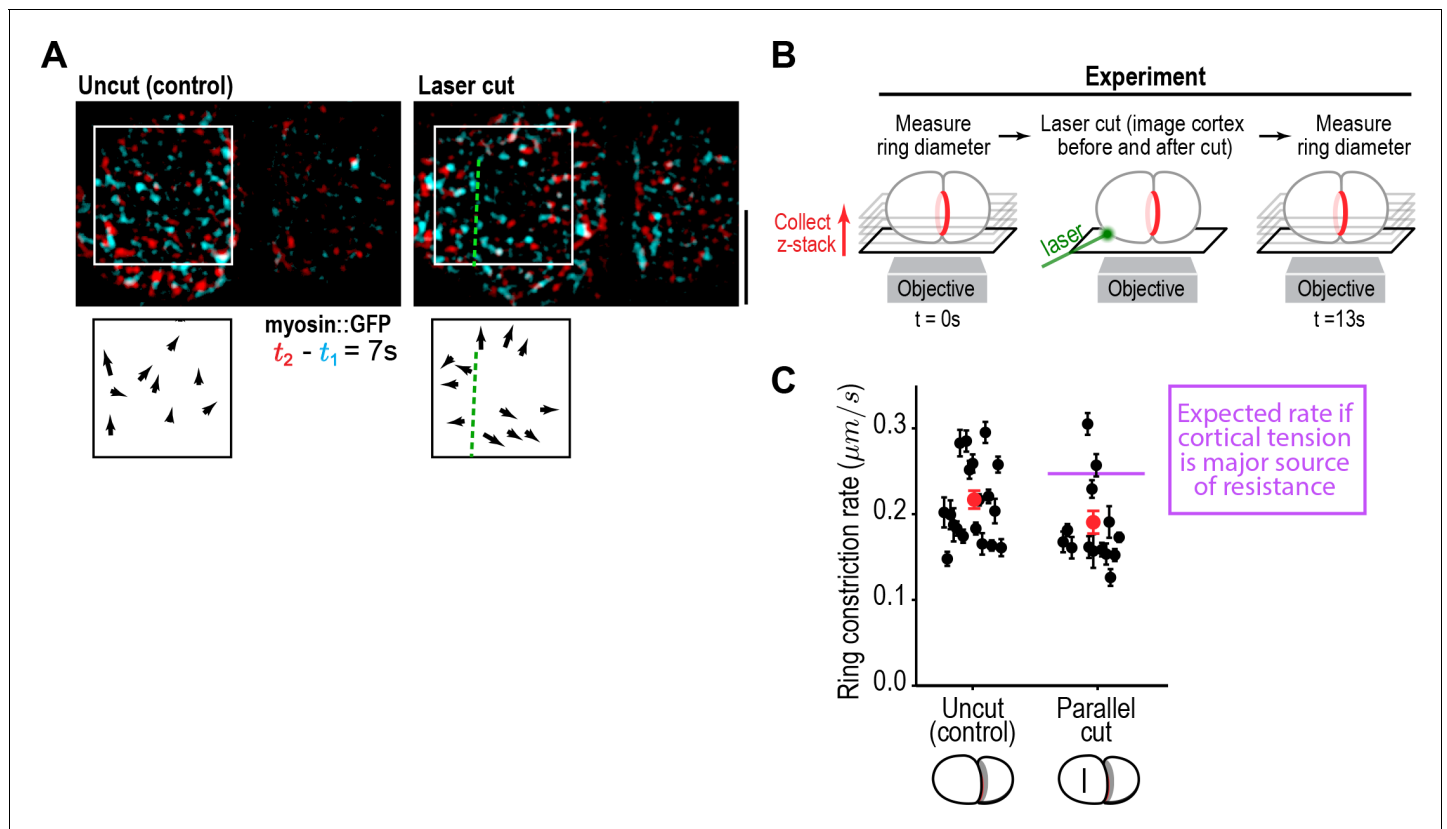 A
Uncut (control)
Laser cut
myosin::GFP
t2 - t1 = 7s
B
Experiment
Measure
ring diameter
Laser cut (image cortex
before and after cut)
Measure
ring diameter
Collect
z-stack
laser
Objective
Objective
Objective
t = 0s
t =13s
C
Ring constriction rate (μm/s)
0.3
0.2
0.1
0.0
Uncut
(control)
Parallel
cut
Expected rate if
cortical tension
is major source
of resistance